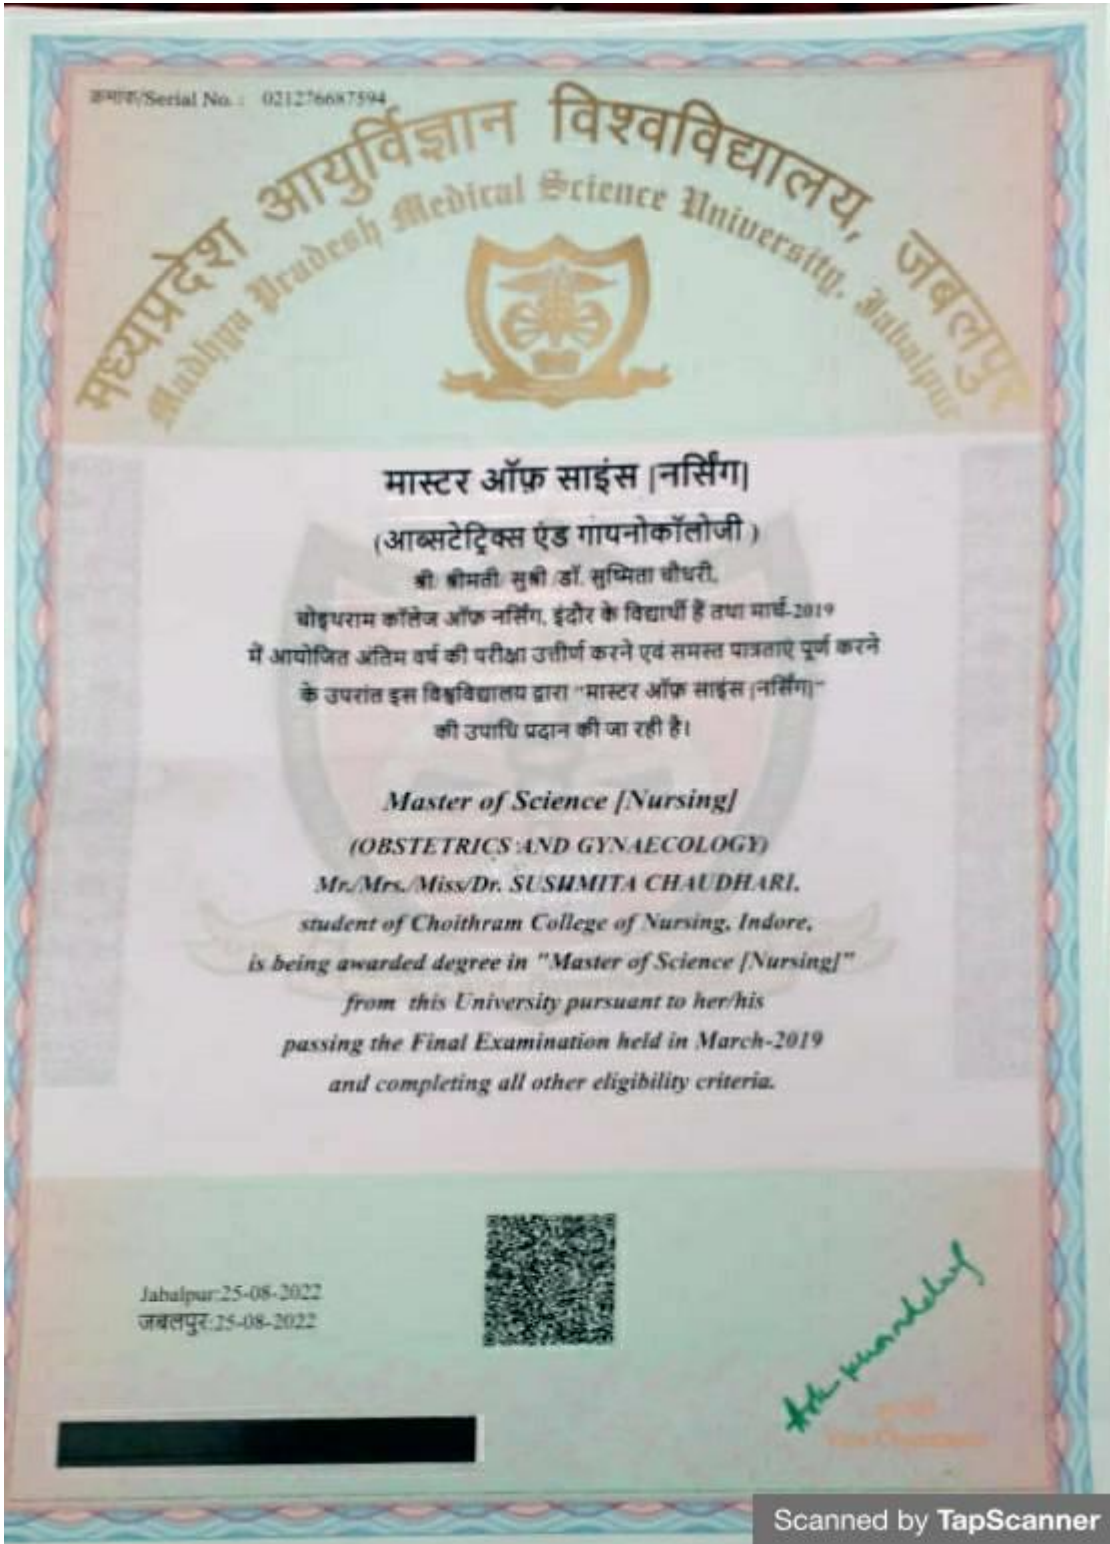 क्रमांक/Serial No. : 021276687594
मध्यप्रदेश आयुर्विज्ञान विश्वविद्यालय, जबलपुर
Madhya Pradesh Medical Science University, Jabalpur
मास्टर ऑफ़ साइंस [नर्सिंग]
(आब्सटेट्रिक्स एंड गायनोकॉलोजी )
श्री/श्रीमती/सुश्री/डॉ. सुष्मिता चौधरी,
चोइथराम कॉलेज ऑफ़ नर्सिंग, इंदौर के विद्यार्थी हैं तथा मार्च-2019
में आयोजित अंतिम वर्ष की परीक्षा उत्तीर्ण करने एवं समस्त पात्रताएं पूर्ण करने
के उपरांत इस विश्वविद्यालय द्वारा "मास्टर ऑफ़ साइंस [नर्सिंग]"
की उपाधि प्रदान की जा रही है।
Master of Science [Nursing]
(OBSTETRICS AND GYNAECOLOGY)
Mr./Mrs./Miss/Dr. SUSHMITA CHAUDHARI,
student of Choithram College of Nursing, Indore,
is being awarded degree in "Master of Science [Nursing]"
from this University pursuant to her/his
passing the Final Examination held in March-2019
and completing all other eligibility criteria.
Jabalpur:25-08-2022
जबलपुर:25-08-2022
Vice Chancellor
Scanned by TapScanner